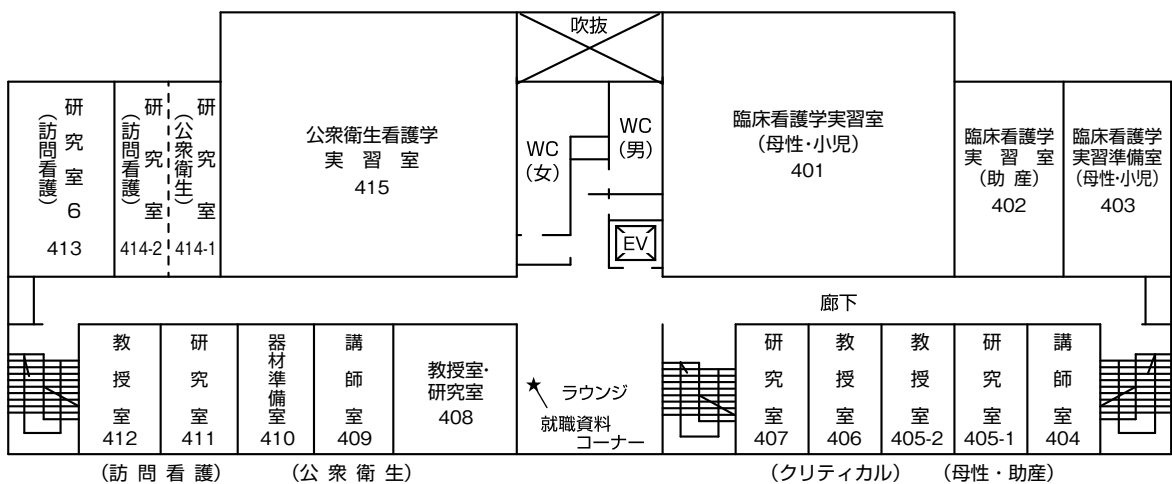 吹抜
研究室6
（訪問看護）
413
研究室
（訪問看護）
414-2
研究室
（公衆衛生）
414-1
公衆衛生看護学
実習室
415
WC
（女）
WC
（男）
EV
臨床看護学実習室
（母性・小児）
401
臨床看護学
実習室
（助産）
402
臨床看護学
実習準備室
（母性・小児）
403
廊下
教授室
412
研究室
411
器材準備室
410
講師室
409
教授室・
研究室
408
★
ラウンジ
就職資料
コーナー
研究室
407
教授室
406
教授室
405-2
研究室
405-1
講師室
404
（訪問看護）
（公衆衛生）
（クリティカル）
（母性・助産）